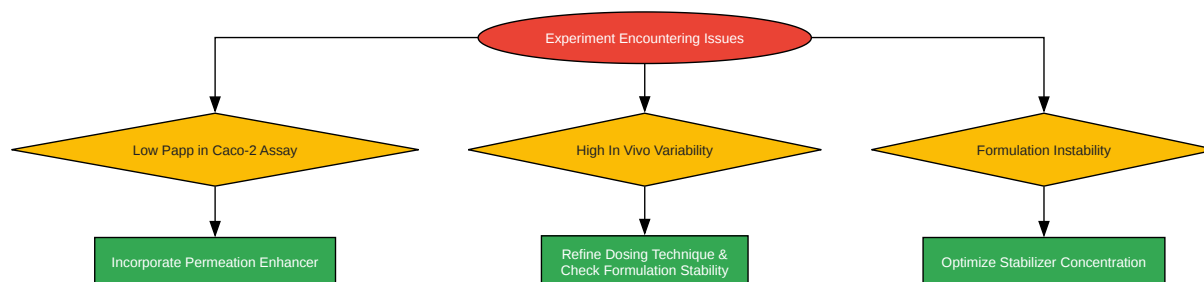 Experiment Encountering Issues
Low Papp in Caco-2 Assay
High In Vivo Variability
Formulation Instability
Incorporate Permeation Enhancer
Refine Dosing Technique &
Check Formulation Stability
Optimize Stabilizer Concentration